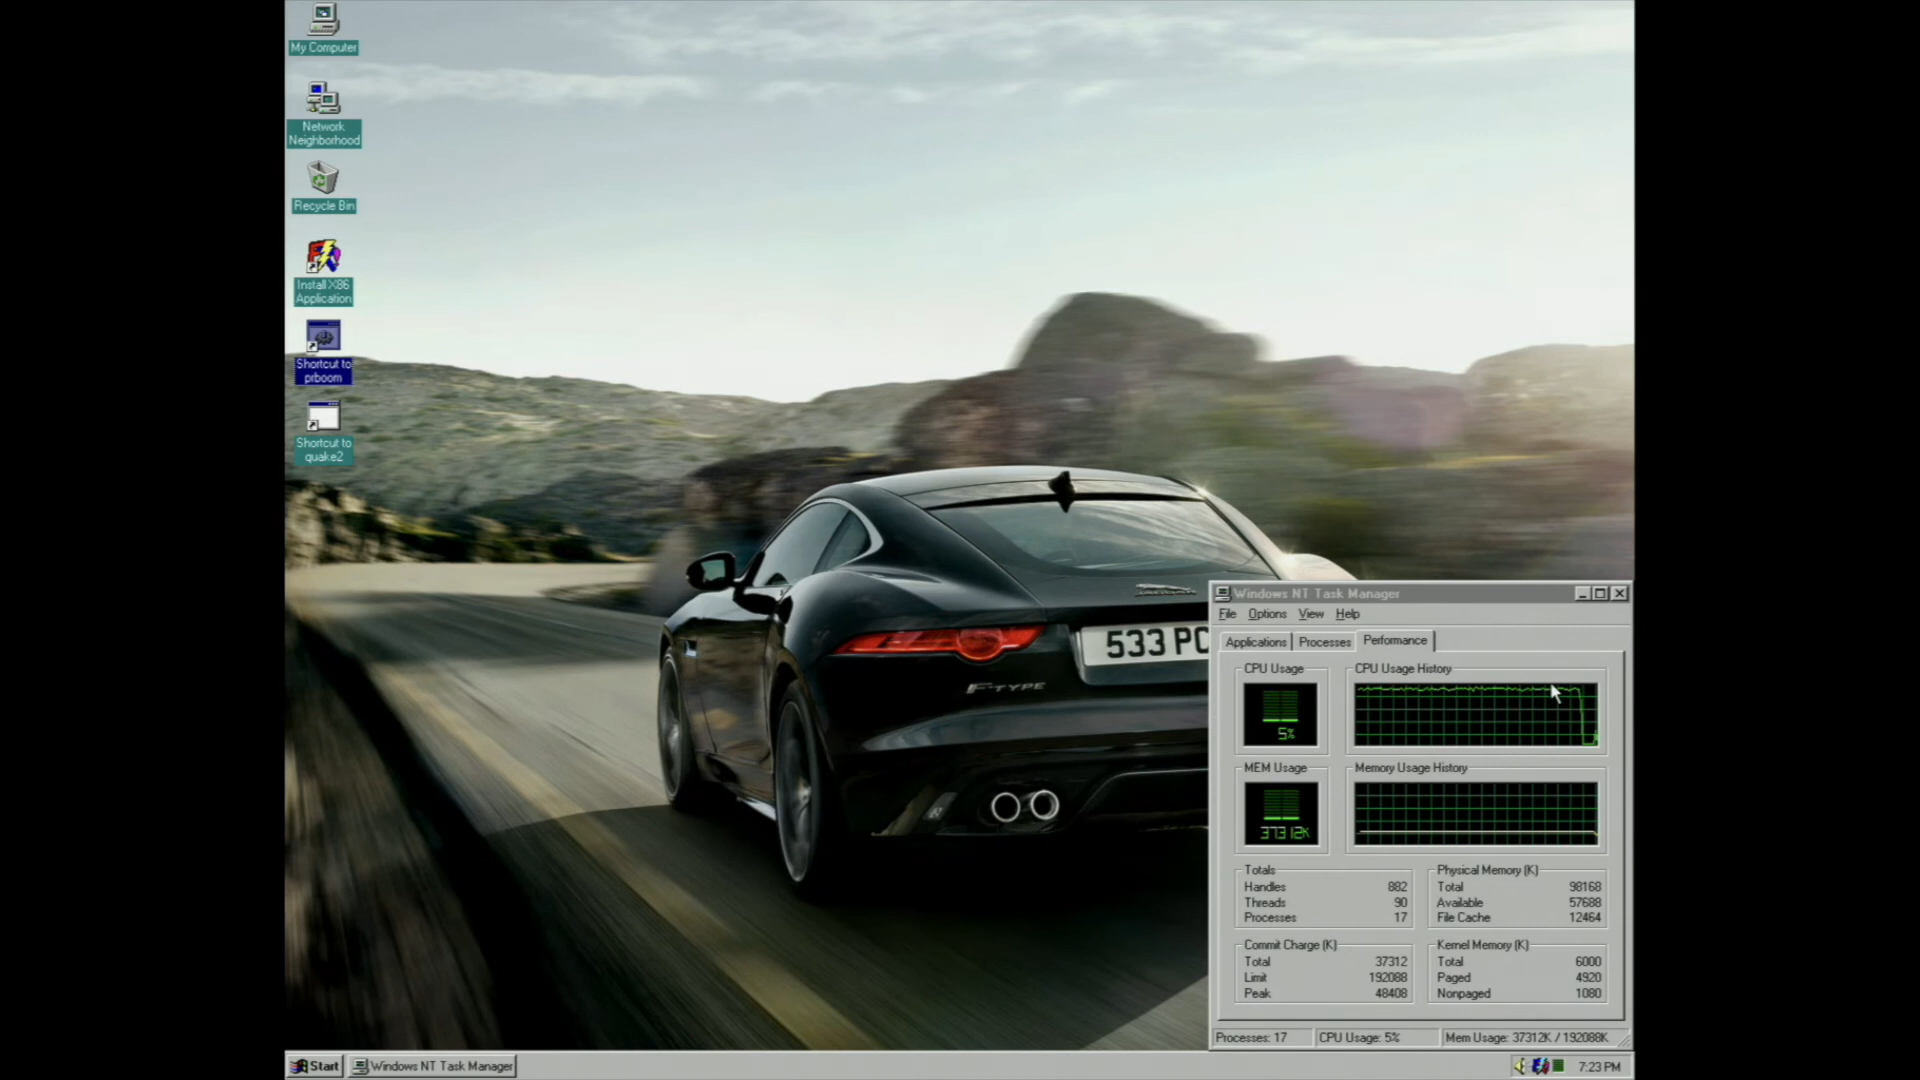 My Computer
Network
Neighborhood
Recycle Bin
Install X86
Application
Shortcut to
prboom
Shortcut to
quake2
533 PC
F-TYPE
Windows NT Task Manager
File Options View Help
Applications Processes Performance
CPU Usage
CPU Usage History
5%
MEM Usage
Memory Usage History
37312K
Totals
Handles 882
Threads 90
Processes 17
Physical Memory (K)
Total 98168
Available 57688
File Cache 12464
Commit Charge (K)
Total 37312
Limit 192088
Peak 48408
Kernel Memory (K)
Total 6000
Paged 4920
Nonpaged 1080
Processes: 17 CPU Usage: 5% Mem Usage: 37312K / 192088K
Start Windows NT Task Manager 7:23 PM